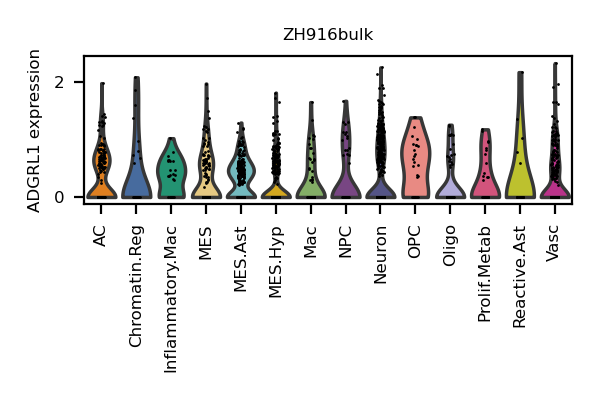 ZH916bulk
ADGRL1 expression
2
0
AC
Chromatin.Reg
Inflammatory.Mac
MES
MES.Ast
MES.Hyp
Mac
NPC
Neuron
OPC
Oligo
Prolif.Metab
Reactive.Ast
Vasc